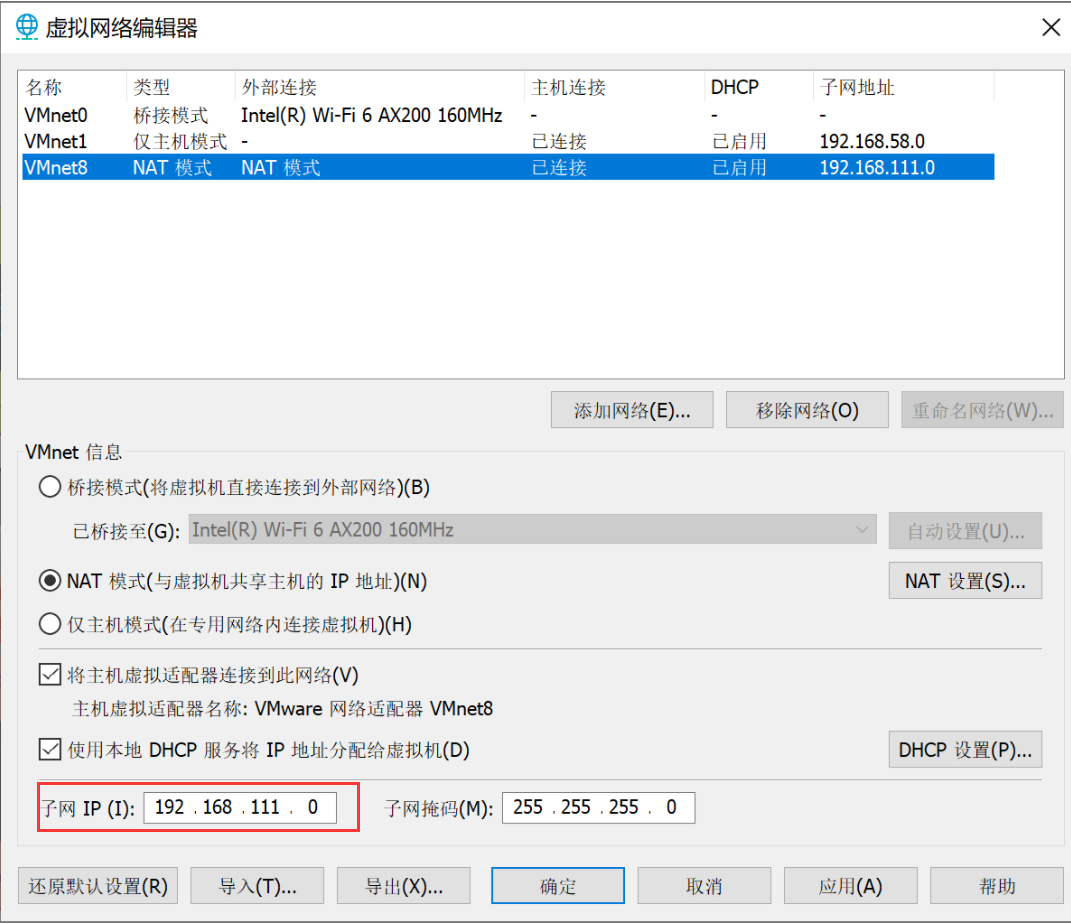 虚拟网络编辑器
名称 类型 外部连接 主机连接 DHCP 子网地址
VMnet0 桥接模式 Intel(R) Wi-Fi 6 AX200 160MHz - - -
VMnet1 仅主机模式 - 已连接 已启用 192.168.58.0
VMnet8 NAT 模式 NAT 模式 已连接 已启用 192.168.111.0
添加网络(E)... 移除网络(O) 重命名网络(W)...
VMnet 信息
桥接模式(将虚拟机直接连接到外部网络)(B)
已桥接至(G): Intel(R) Wi-Fi 6 AX200 160MHz 自动设置(U)...
NAT 模式(与虚拟机共享主机的 IP 地址)(N) NAT 设置(S)...
仅主机模式(在专用网络内连接虚拟机)(H)
将主机虚拟适配器连接到此网络(V)
主机虚拟适配器名称: VMware 网络适配器 VMnet8
使用本地 DHCP 服务将 IP 地址分配给虚拟机(D) DHCP 设置(P)...
子网 IP (I): 192 . 168 . 111 . 0 子网掩码(M): 255 . 255 . 255 . 0
还原默认设置(R) 导入(T)... 导出(X)... 确定 取消 应用(A) 帮助